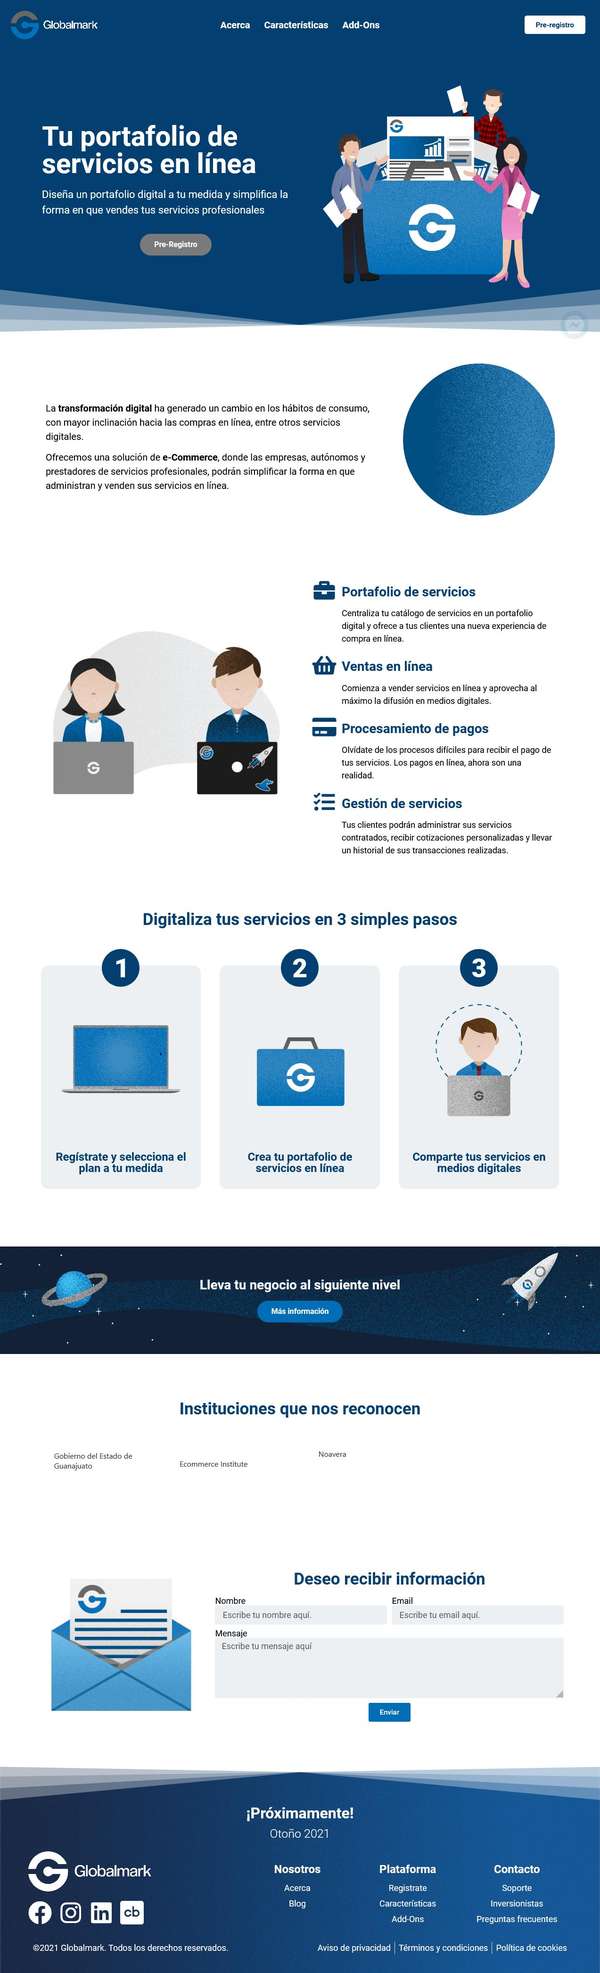 Globalmark
Acerca
Características
Add-Ons
Pre-registro
Tu portafolio de
servicios en línea
Diseña un portafolio digital a tu medida y simplifica la
forma en que vendes tus servicios profesionales
Pre-Registro
La transformación digital ha generado un cambio en los hábitos de consumo,
con mayor inclinación hacia las compras en línea, entre otros servicios
digitales.
Ofrecemos una solución de e-Commerce, donde las empresas, autónomos y
prestadores de servicios profesionales, podrán simplificar la forma en que
administran y venden sus servicios en línea.
Portafolio de servicios
Centraliza tu catálogo de servicios en un portafolio
digital y ofrece a tus clientes una nueva experiencia de
compra en línea.
Ventas en línea
Comienza a vender servicios en línea y aprovecha al
máximo la difusión en medios digitales.
Procesamiento de pagos
Olvídate de los procesos difíciles para recibir el pago de
tus servicios. Los pagos en línea, ahora son una
realidad.
Gestión de servicios
Tus clientes podrán administrar sus servicios
contratados, recibir cotizaciones personalizadas y llevar
un historial de sus transacciones realizadas.
Digitaliza tus servicios en 3 simples pasos
1
2
3
Regístrate y selecciona el
plan a tu medida
Crea tu portafolio de
servicios en línea
Comparte tus servicios en
medios digitales
Lleva tu negocio al siguiente nivel
Más información
Instituciones que nos reconocen
Gobierno del Estado de
Guanajuato
Ecommerce Institute
Noavera
Deseo recibir información
Nombre
Email
Escribe tu nombre aquí.
Escribe tu email aquí.
Mensaje
Escribe tu mensaje aquí
Enviar
¡Próximamente!
Otoño 2021
Globalmark
cb
Nosotros
Acerca
Blog
Plataforma
Registrate
Características
Add-Ons
Contacto
Soporte
Inversionistas
Preguntas frecuentes
©2021 Globalmark. Todos los derechos reservados.
Aviso de privacidad
Términos y condiciones
Política de cookies